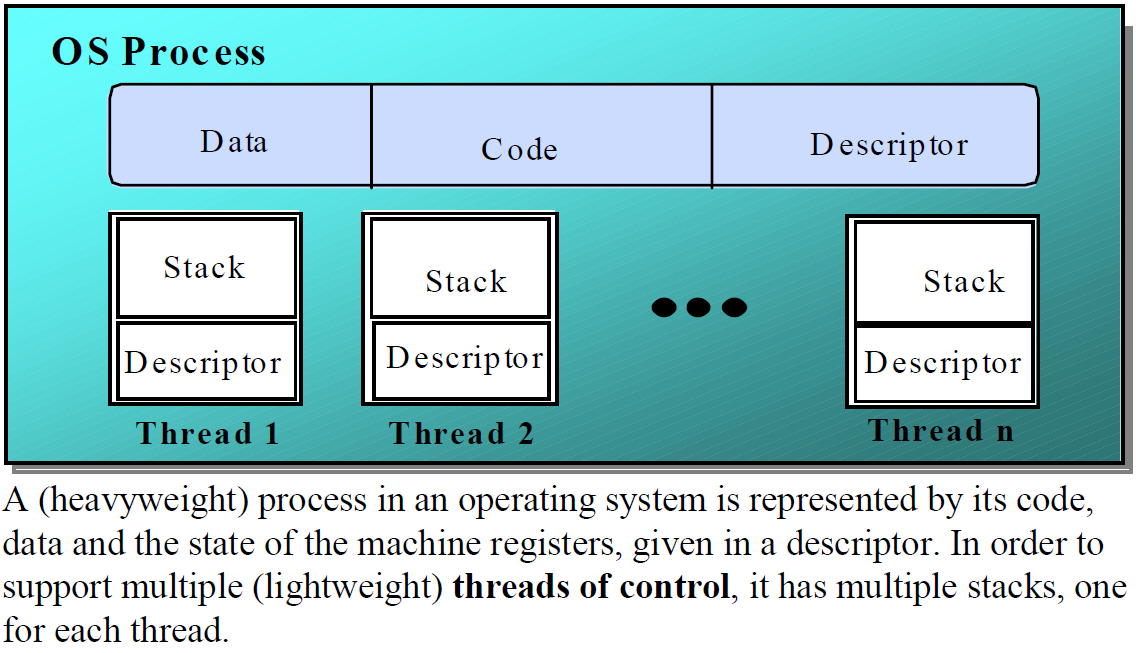 OS Process
Data Code Descriptor
Stack Stack Stack
Descriptor Descriptor Descriptor
Thread 1 Thread 2 Thread n
A (heavyweight) process in an operating system is represented by its code,
data and the state of the machine registers, given in a descriptor. In order to
support multiple (lightweight) threads of control, it has multiple stacks, one
for each thread.